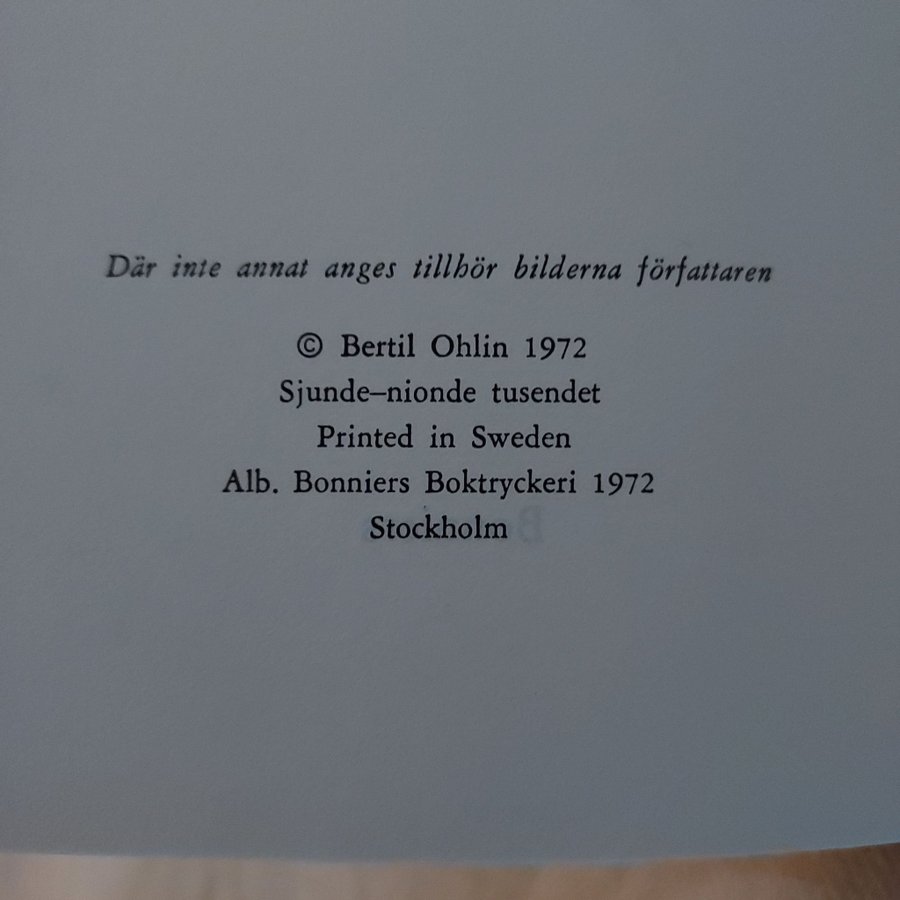 Där inte annat anges tillhör bilderna författaren
© Bertil Ohlin 1972
Sjunde–nionde tusendet
Printed in Sweden
Alb. Bonniers Boktryckeri 1972
Stockholm